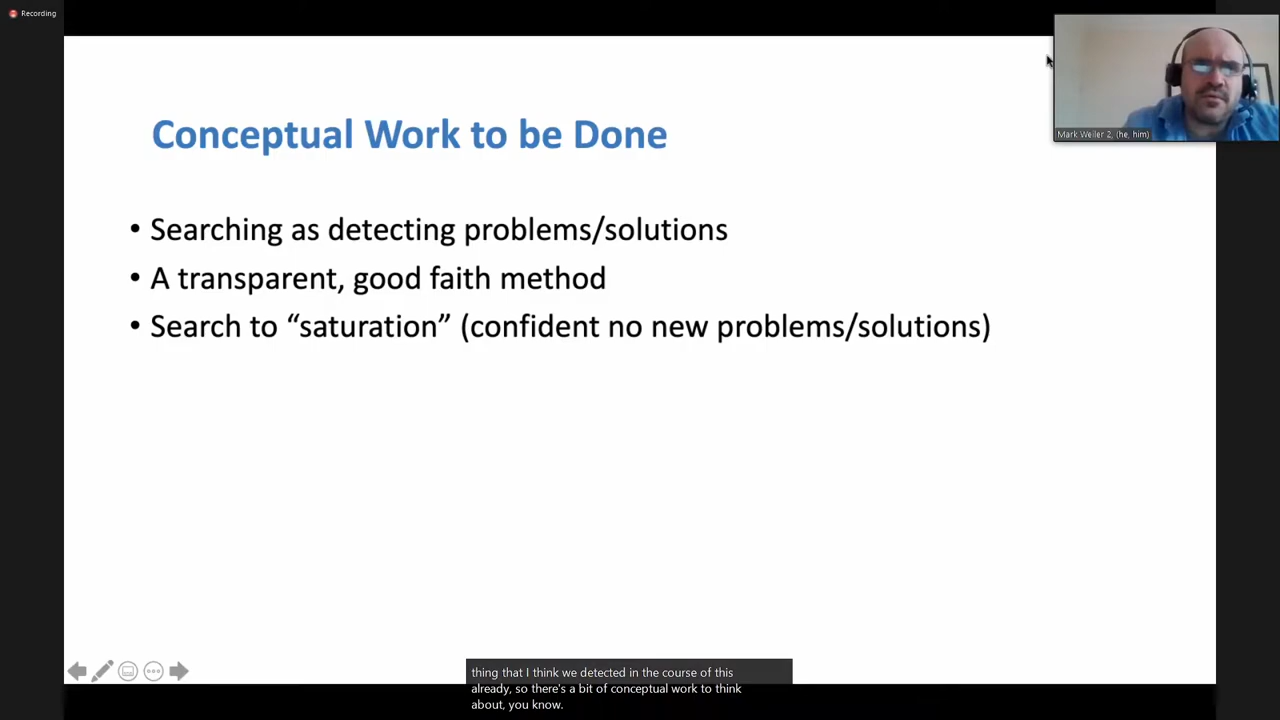 Recording
Mark Weiler 2, (he, him)
Conceptual Work to be Done
• Searching as detecting problems/solutions
• A transparent, good faith method
• Search to “saturation” (confident no new problems/solutions)
thing that I think we detected in the course of this
already, so there's a bit of conceptual work to think
about, you know.